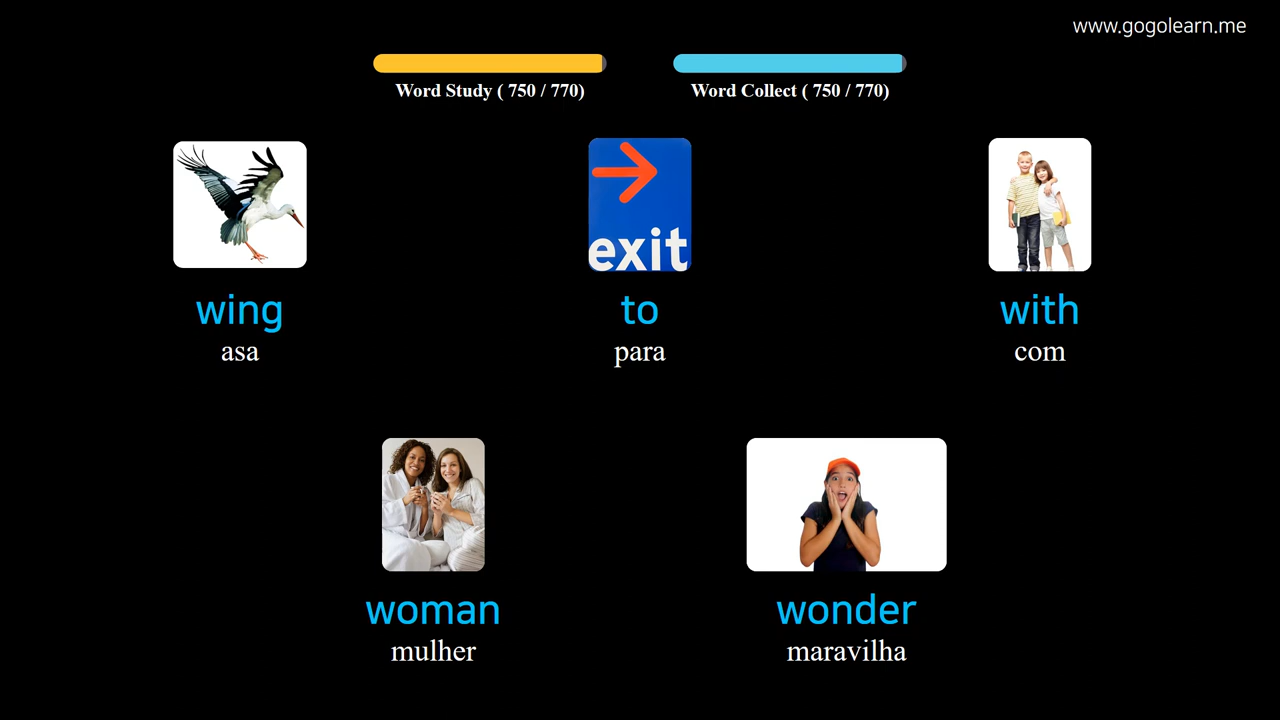 www.gogolearn.me
Word Study ( 750 / 770)
Word Collect ( 750 / 770)
exit
wing
to
with
asa
para
com
woman
wonder
mulher
maravilha